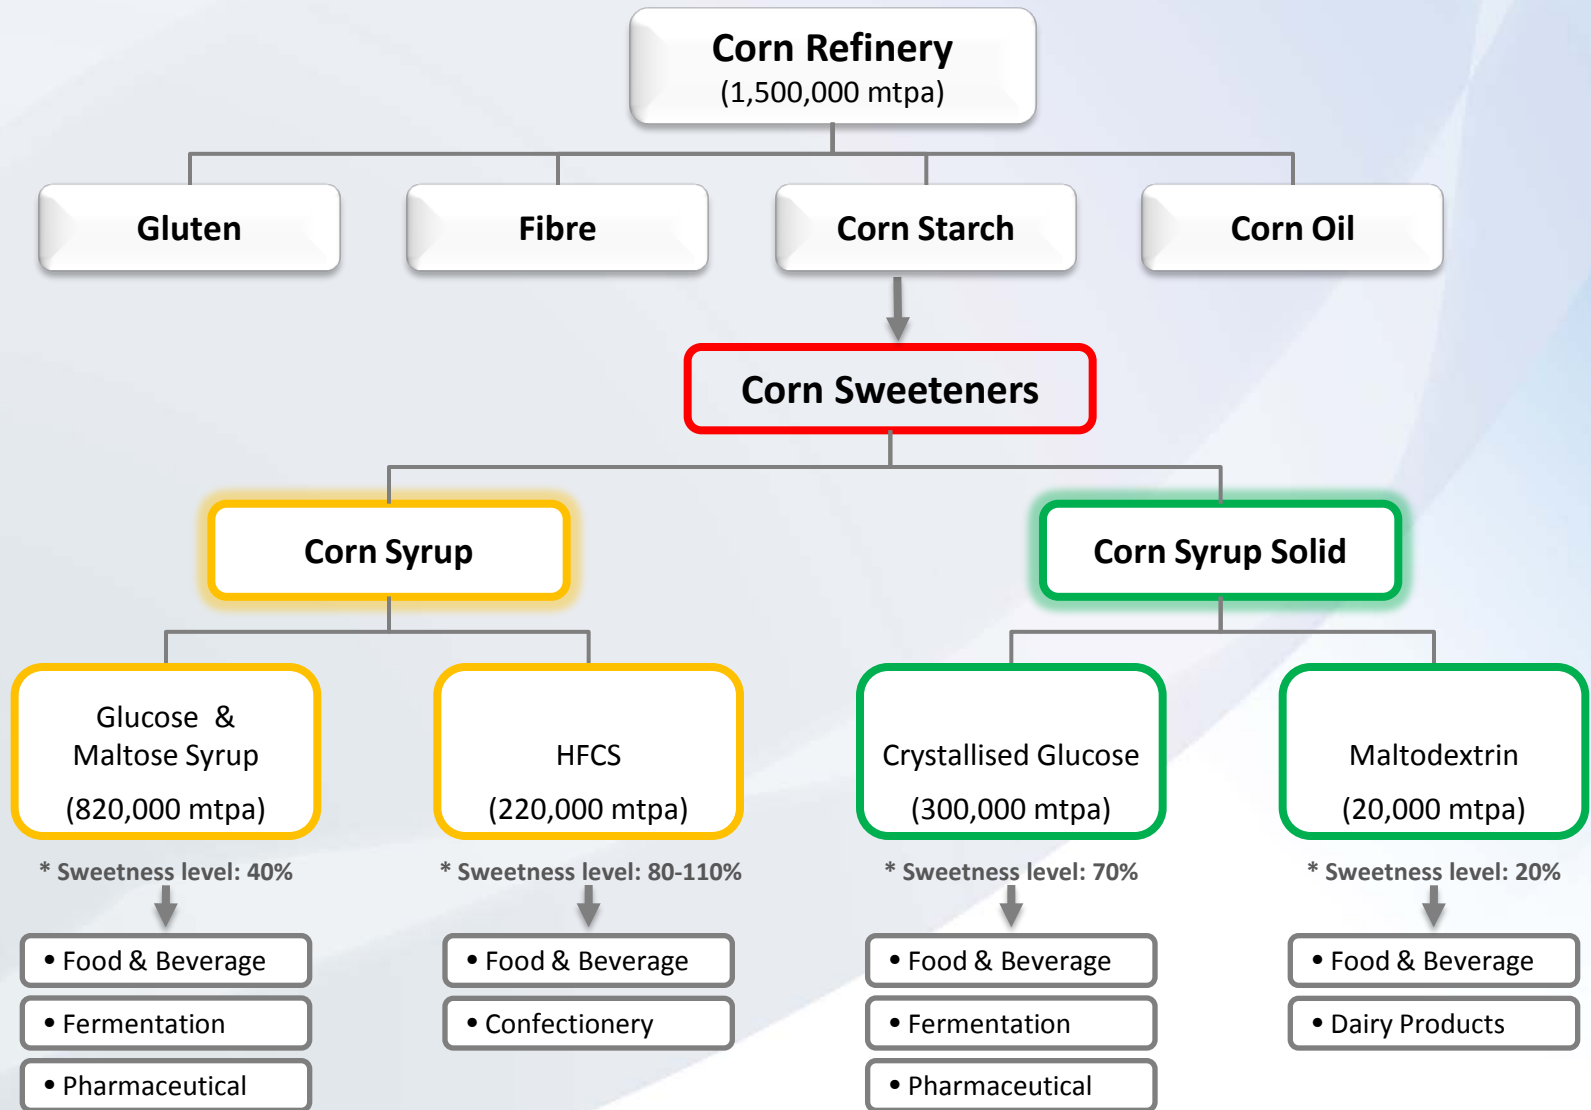 Corn Refinery
(1,500,000 mtpa)
Gluten
Fibre
Corn Starch
Corn Oil
Corn Sweeteners
Corn Syrup
Corn Syrup Solid
Glucose & 
Maltose Syrup
(820,000 mtpa)
HFCS
(220,000 mtpa)
Crystallised Glucose
(300,000 mtpa)
Maltodextrin
(20,000 mtpa)
* Sweetness level: 40%
* Sweetness level: 80-110%
* Sweetness level: 70%
* Sweetness level: 20%
• Food & Beverage
• Fermentation
• Pharmaceutical
• Food & Beverage
• Confectionery
• Food & Beverage
• Fermentation
• Pharmaceutical
• Food & Beverage
• Dairy Products